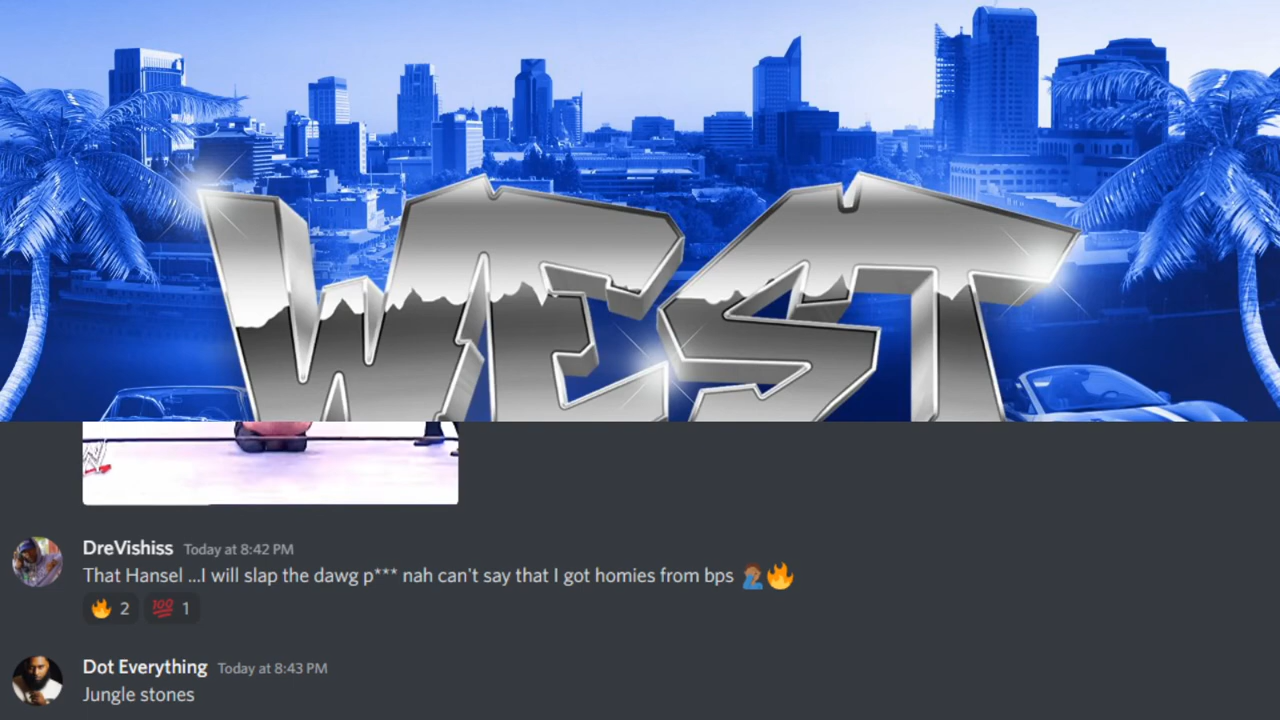 WEST
W
DreVishiss Today at 8:42 PM
That Hansel ...I will slap the dawg p*** nah can't say that I got homies from bps 🤦🏾‍♂️🔥
🔥 2 💯 1
Dot Everything Today at 8:43 PM
Jungle stones